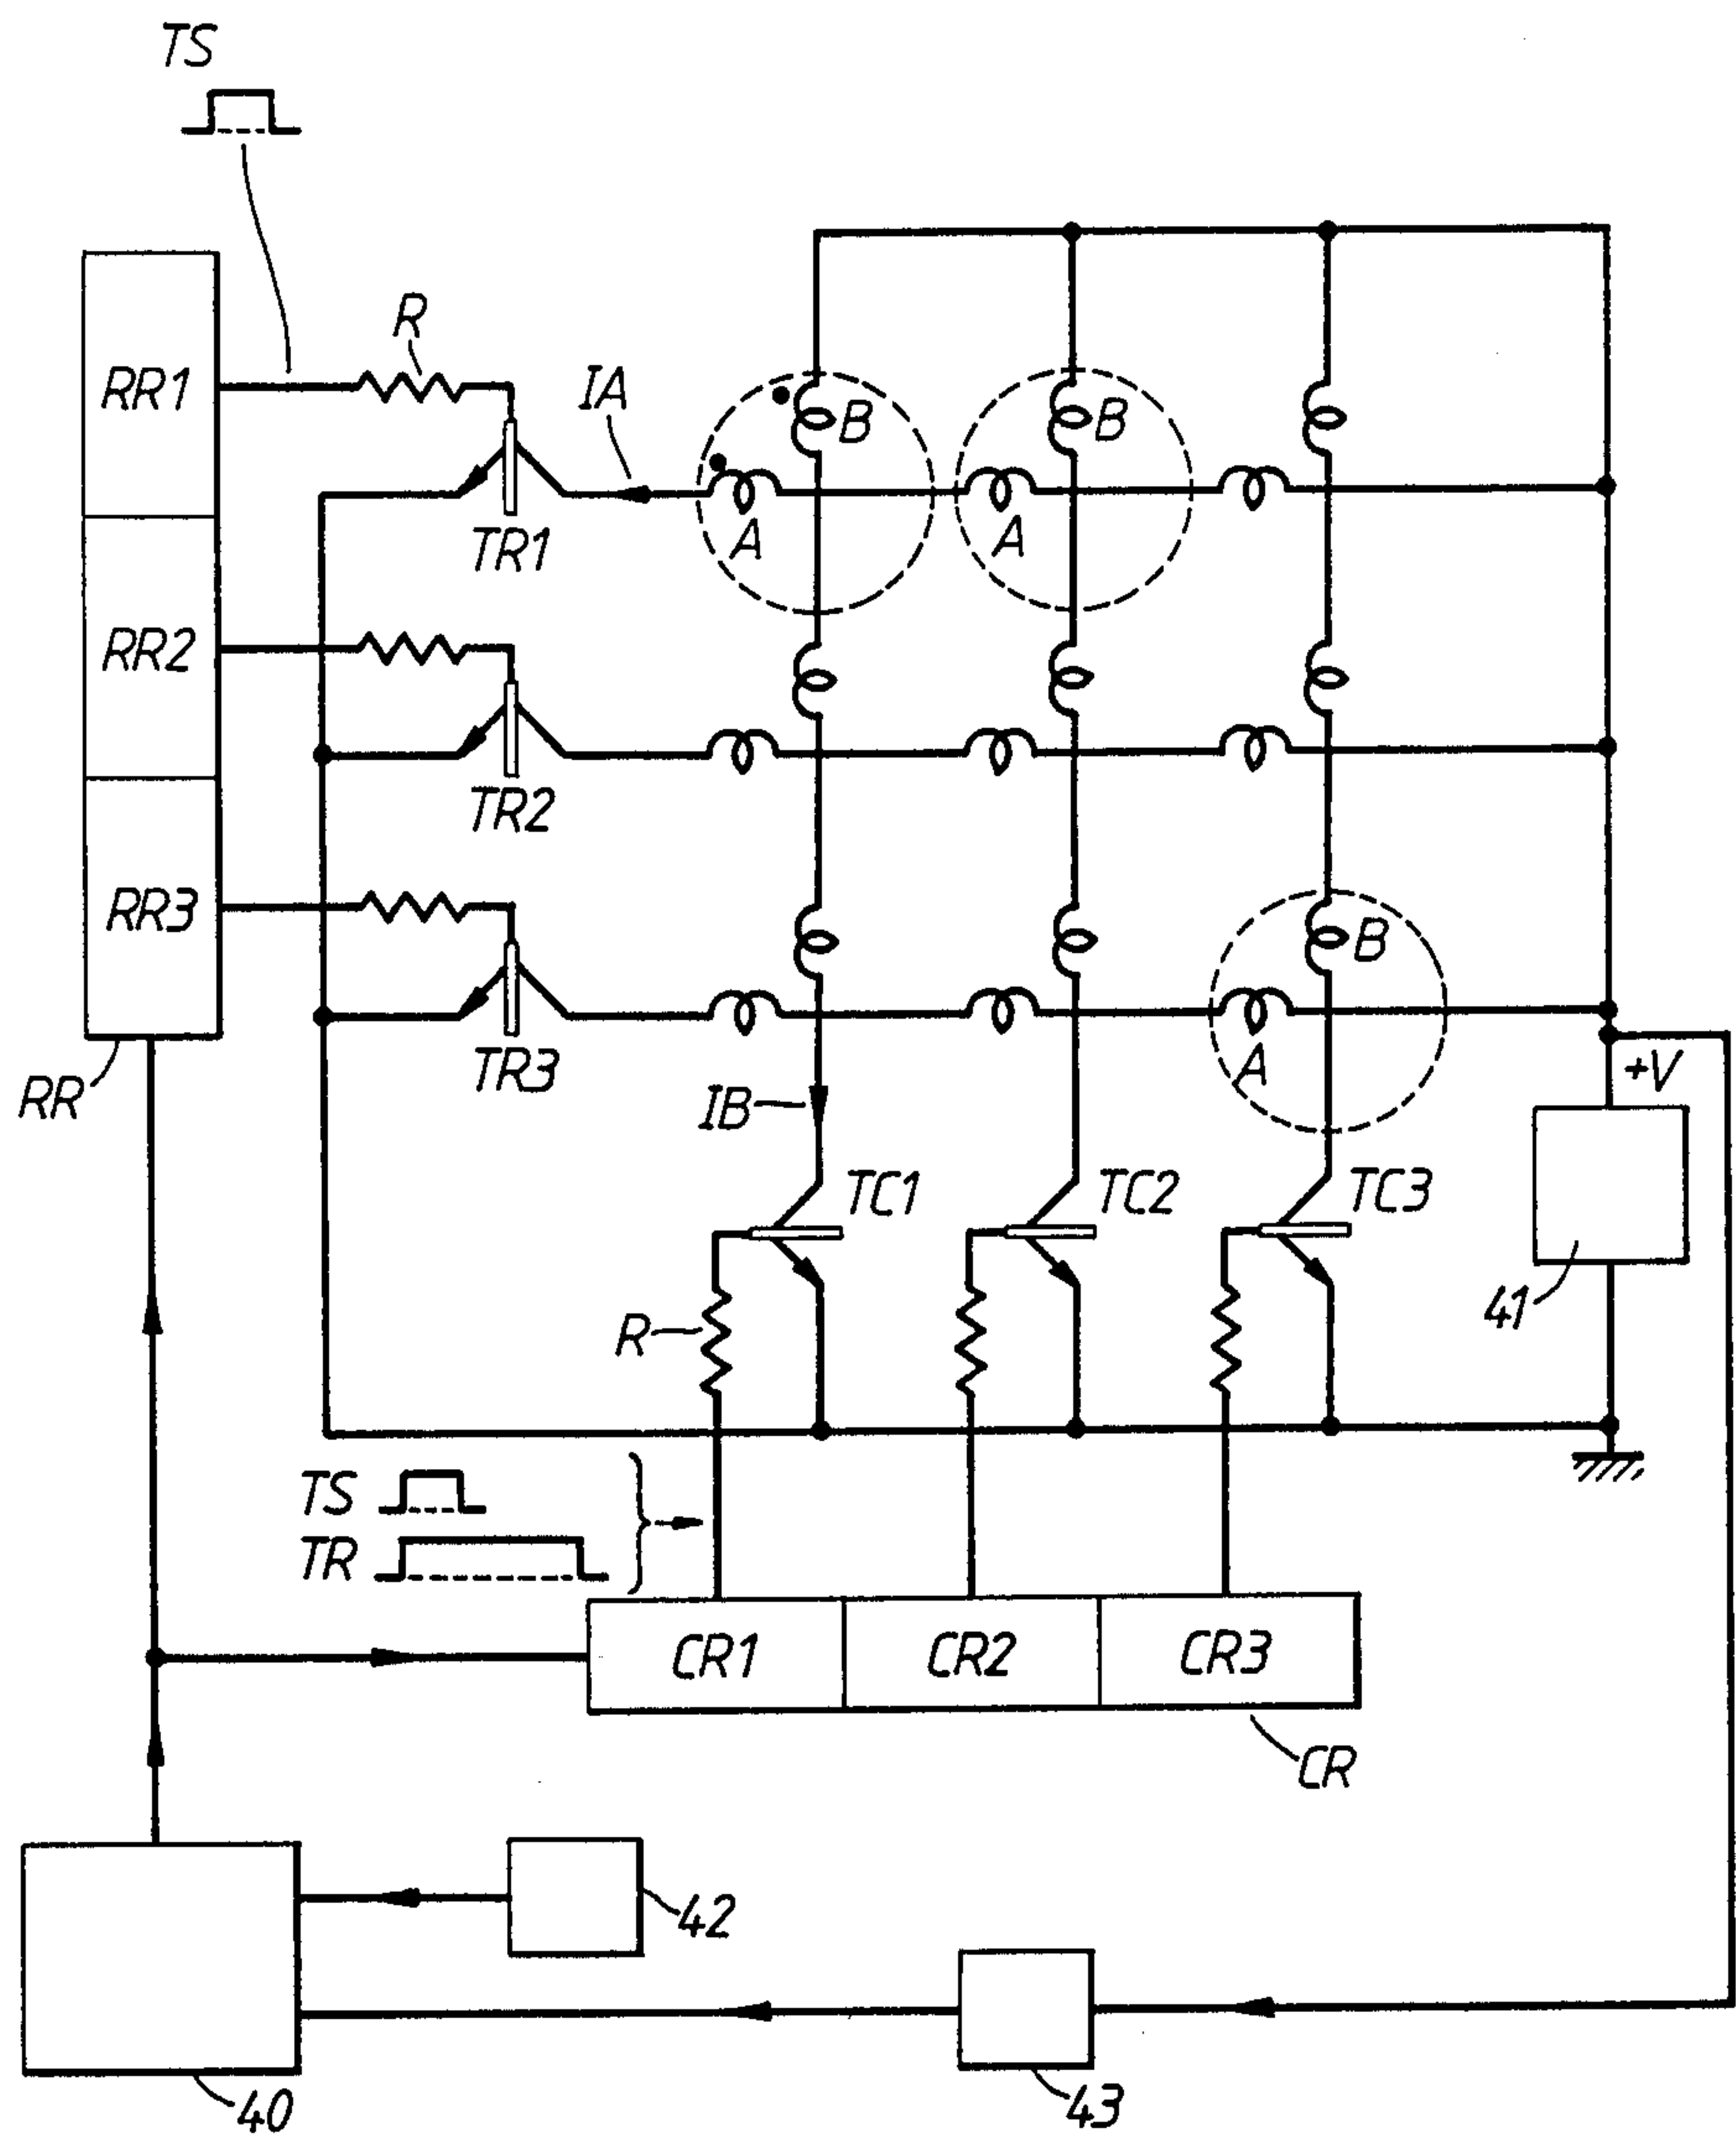 TS
RR1
R
IA
B
B
A
A
TR1
RR2
TR2
RR3
B
TR3
A
RR
+V
IB
TC1
TC2
TC3
41
R
TS
TR
CR1
CR2
CR3
CR
42
40
43